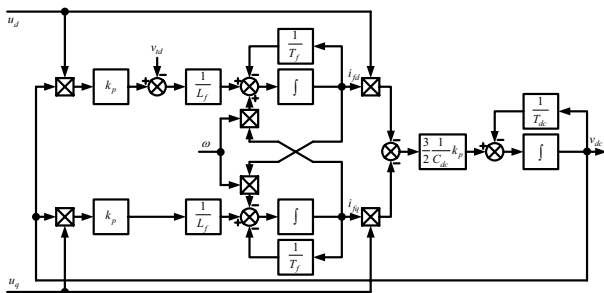 u_d
v_td
1/T_f
k_p
1/L_f
∫
i_fd
ω
3/2 1/C_dc k_p
1/T_dc
∫
v_dc
k_p
1/L_f
∫
i_fq
1/T_f
u_q